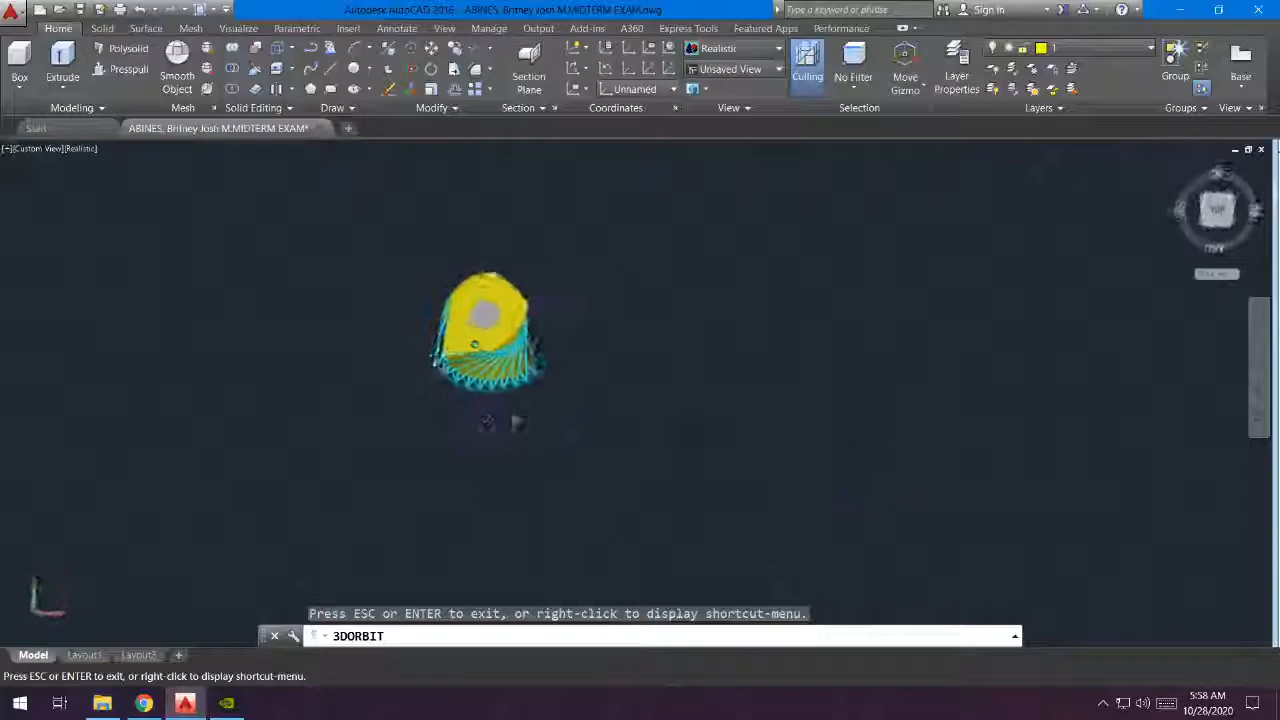 Autodesk AutoCAD 2016 ABINES, Britney Josh M.MIDTERM EXAM.dwg
Type a keyword or phrase
Sign In
Home Solid Surface Mesh Visualize Parametric Insert Annotate View Manage Output Add-ins A360 Express Tools Featured Apps Performance
Box
Extrude
Polysolid
Presspull
Smooth Object
Section Plane
Realistic
Unsaved View
Unnamed
Culling
No Filter
Move Gizmo
Layer Properties
1
Group
Base
Modeling Mesh Solid Editing Draw Modify Section Coordinates View Selection Layers Groups View
Start ABINES, Britney Josh M.MIDTERM EXAM*
[−][Custom View][Realistic]
TOP
Press ESC or ENTER to exit, or right-click to display shortcut-menu.
3DORBIT
Model Layout1 Layout2
Press ESC or ENTER to exit, or right-click to display shortcut-menu.
5:58 AM
10/28/2020